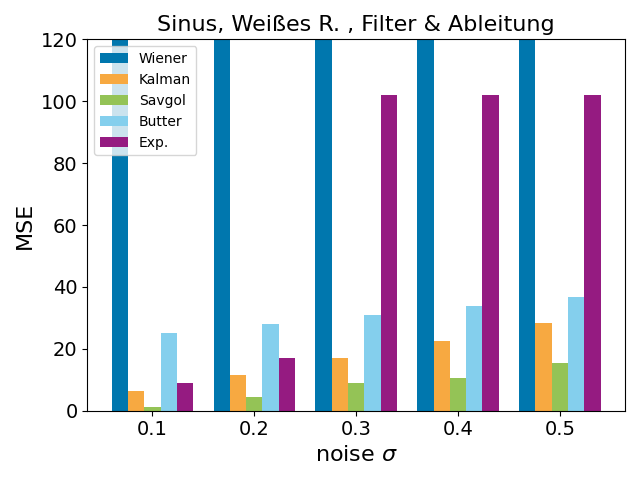 Sinus, Weißes R. , Filter & Ableitung
120
100
80
60
40
20
0
MSE
Wiener
Kalman
Savgol
Butter
Exp.
0.1 0.2 0.3 0.4 0.5
noise σ